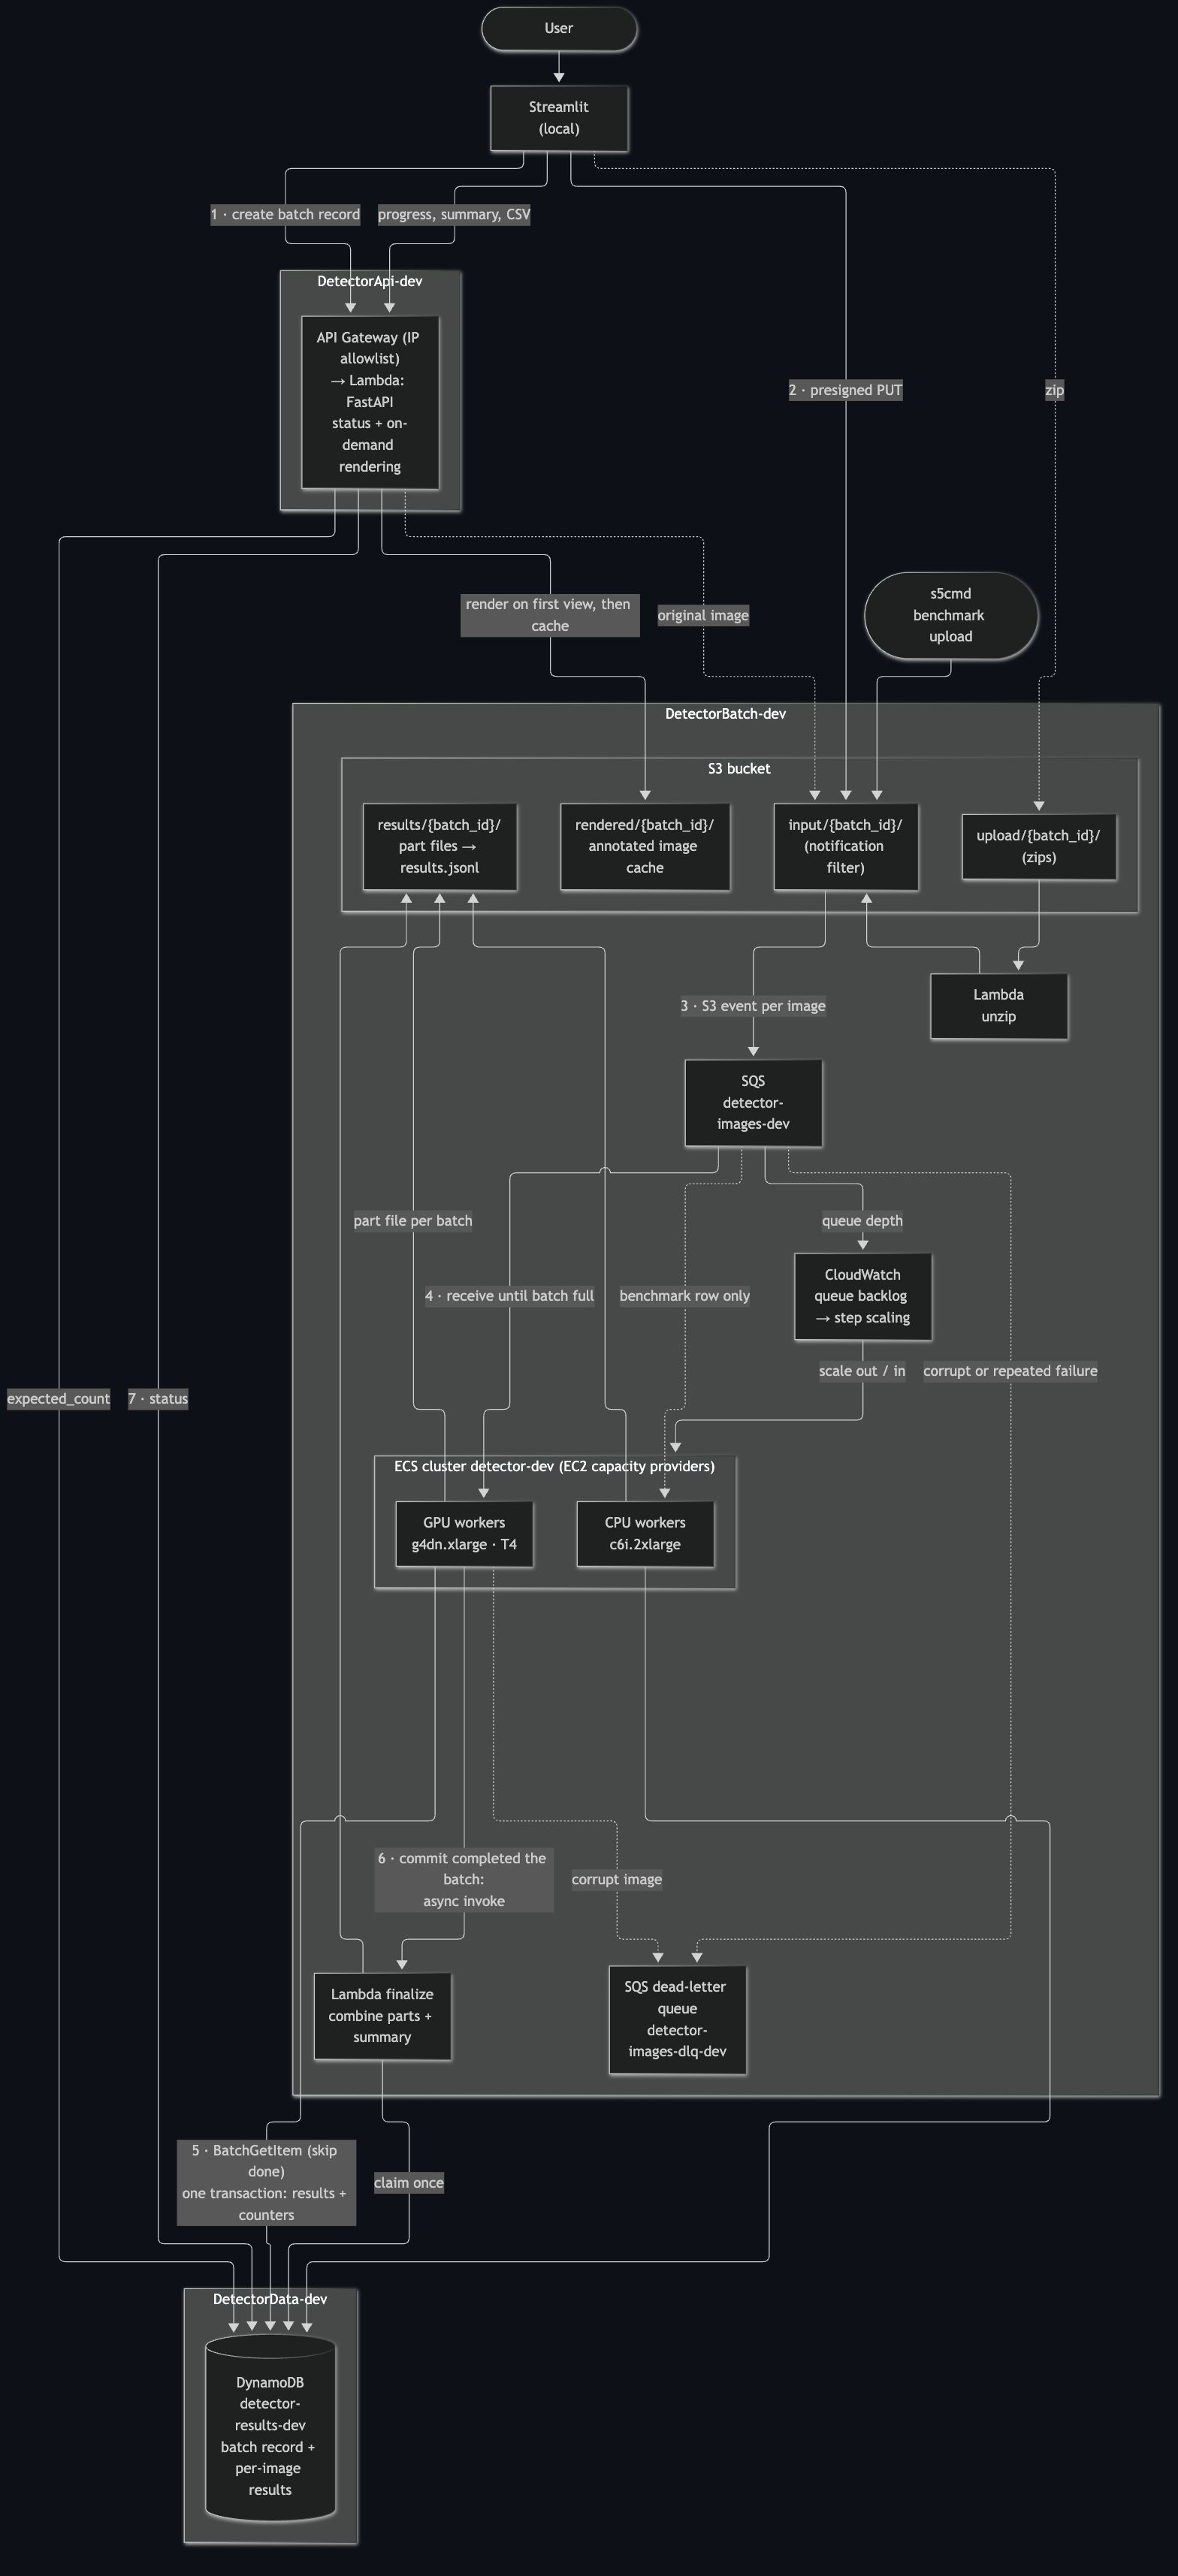 User
Streamlit
(local)
1 · create batch record
progress, summary, CSV
DetectorApi-dev
API Gateway (IP
allowlist)
→ Lambda:
FastAPI
status + on-
demand
rendering
2 · presigned PUT
zip
render on first view, then
cache
original image
s5cmd
benchmark
upload
DetectorBatch-dev
S3 bucket
results/{batch_id}/
part files →
results.jsonl
rendered/{batch_id}/
annotated image
cache
input/{batch_id}/
(notification
filter)
upload/{batch_id}/
(zips)
Lambda
unzip
3 · S3 event per image
SQS
detector-
images-dev
part file per batch
queue depth
4 · receive until batch full
benchmark row only
CloudWatch
queue backlog
→ step scaling
scale out / in
corrupt or repeated failure
expected_count
7 · status
ECS cluster detector-dev (EC2 capacity providers)
GPU workers
g4dn.xlarge · T4
CPU workers
c6i.2xlarge
6 · commit completed the
batch:
async invoke
corrupt image
Lambda finalize
combine parts +
summary
SQS dead-letter
queue
detector-
images-dlq-dev
5 · BatchGetItem (skip
done)
one transaction: results +
counters
claim once
DetectorData-dev
DynamoDB
detector-
results-dev
batch record +
per-image
results